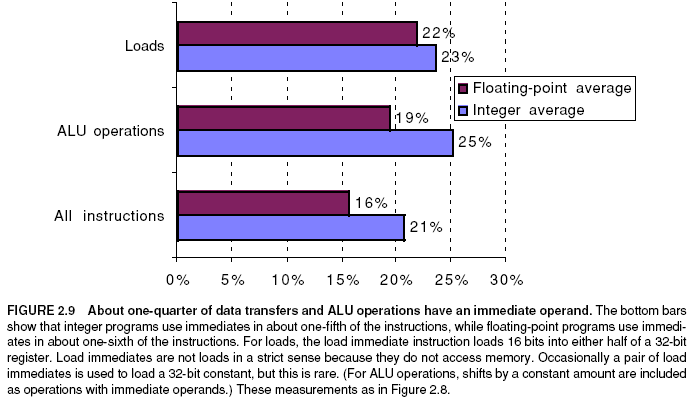 Loads
22%
23%
Floating-point average
Integer average
ALU operations
19%
25%
All instructions
16%
21%
0% 5% 10% 15% 20% 25% 30%
FIGURE 2.9 About one-quarter of data transfers and ALU operations have an immediate operand. The bottom bars
show that integer programs use immediates in about one-fifth of the instructions, while floating-point programs use immedi-
ates in about one-sixth of the instructions. For loads, the load immediate instruction loads 16 bits into either half of a 32-bit
register. Load immediates are not loads in a strict sense because they do not access memory. Occasionally a pair of load
immediates is used to load a 32-bit constant, but this is rare. (For ALU operations, shifts by a constant amount are included
as operations with immediate operands.) These measurements as in Figure 2.8.